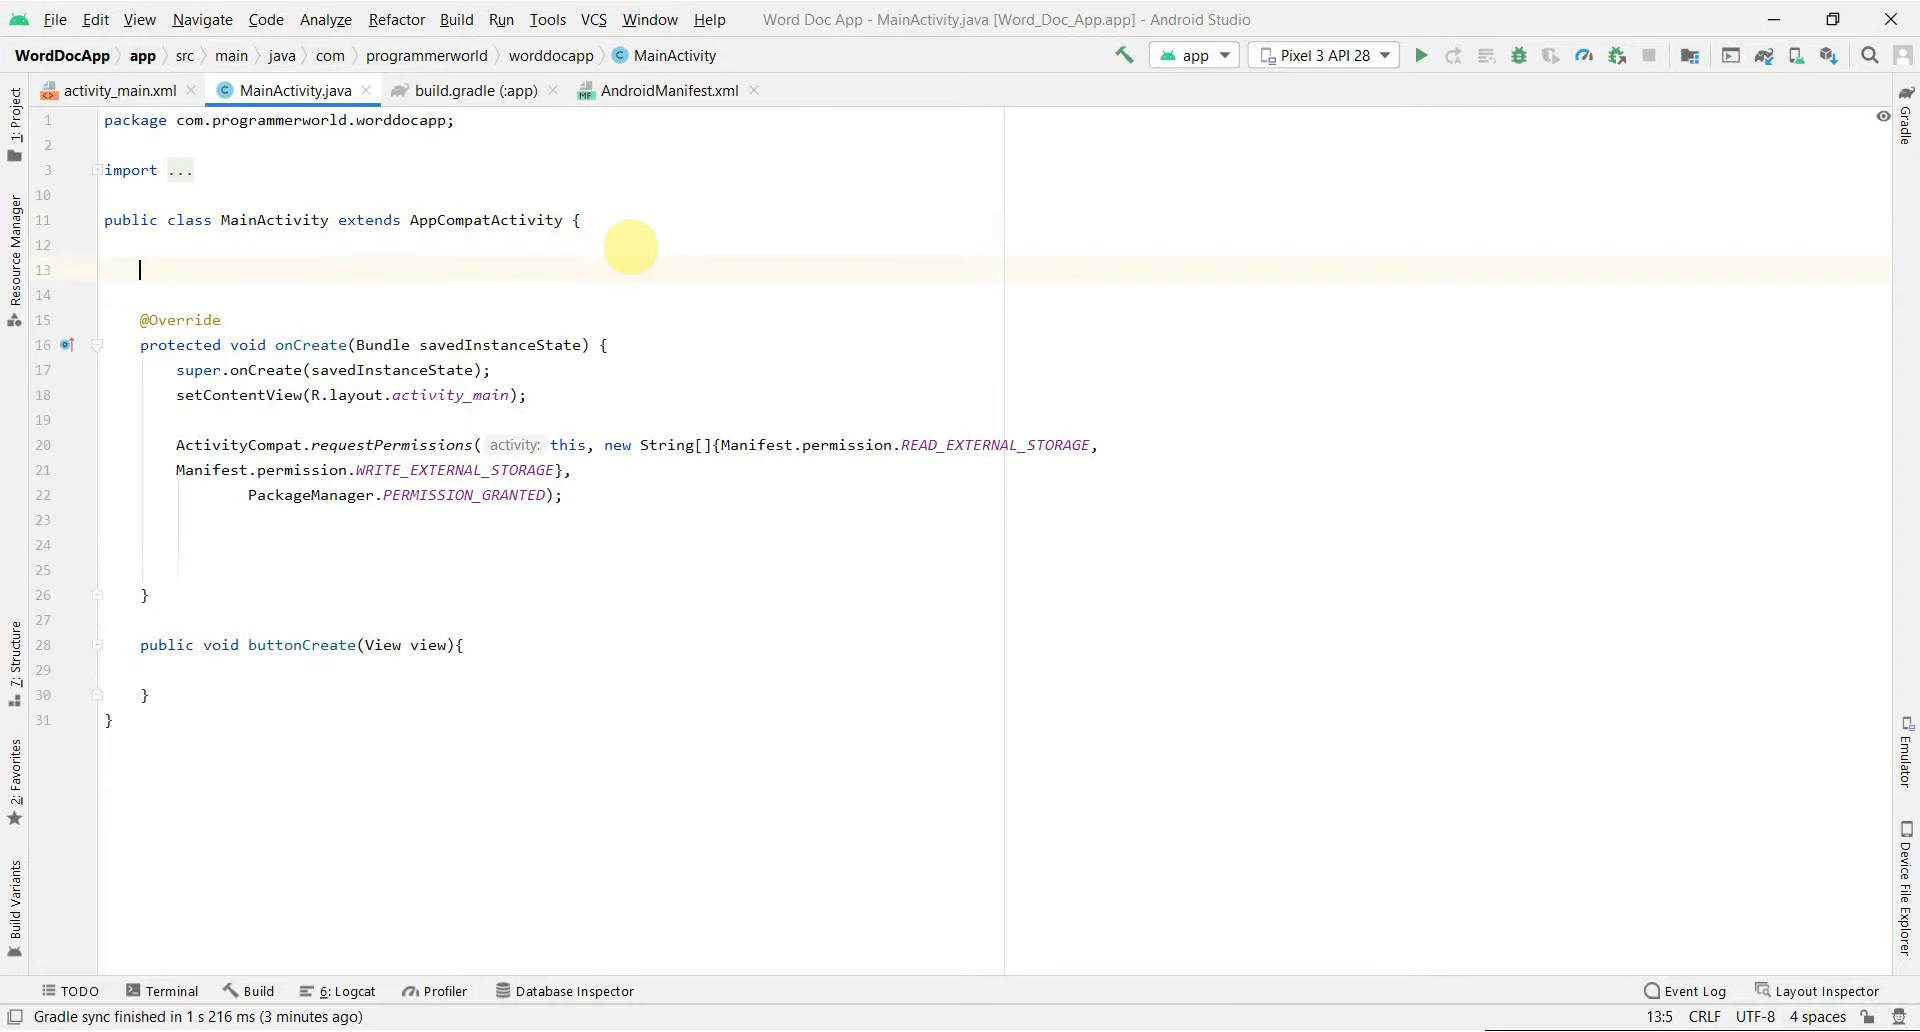 File Edit View Navigate Code Analyze Refactor Build Run Tools VCS Window Help Word Doc App - MainActivity.java [Word_Doc_App.app] - Android Studio
WordDocApp app src main java com programmerworld worddocapp C MainActivity app Pixel 3 API 28
activity_main.xml C MainActivity.java build.gradle (:app) MF AndroidManifest.xml
1 package com.programmerworld.worddocapp;
2
3 import ...
10
11 public class MainActivity extends AppCompatActivity {
12
13
14
15 @Override
16 protected void onCreate(Bundle savedInstanceState) {
17 super.onCreate(savedInstanceState);
18 setContentView(R.layout.activity_main);
19
20 ActivityCompat.requestPermissions( activity: this, new String[]{Manifest.permission.READ_EXTERNAL_STORAGE,
21 Manifest.permission.WRITE_EXTERNAL_STORAGE},
22 PackageManager.PERMISSION_GRANTED);
23
24
25
26 }
27
28 public void buttonCreate(View view){
29
30 }
31 }
1: Project
Resource Manager
7: Structure
2: Favorites
Build Variants
Gradle
Emulator
Device File Explorer
TODO Terminal Build 6: Logcat Profiler Database Inspector Event Log Layout Inspector
Gradle sync finished in 1 s 216 ms (3 minutes ago) 13:5 CRLF UTF-8 4 spaces